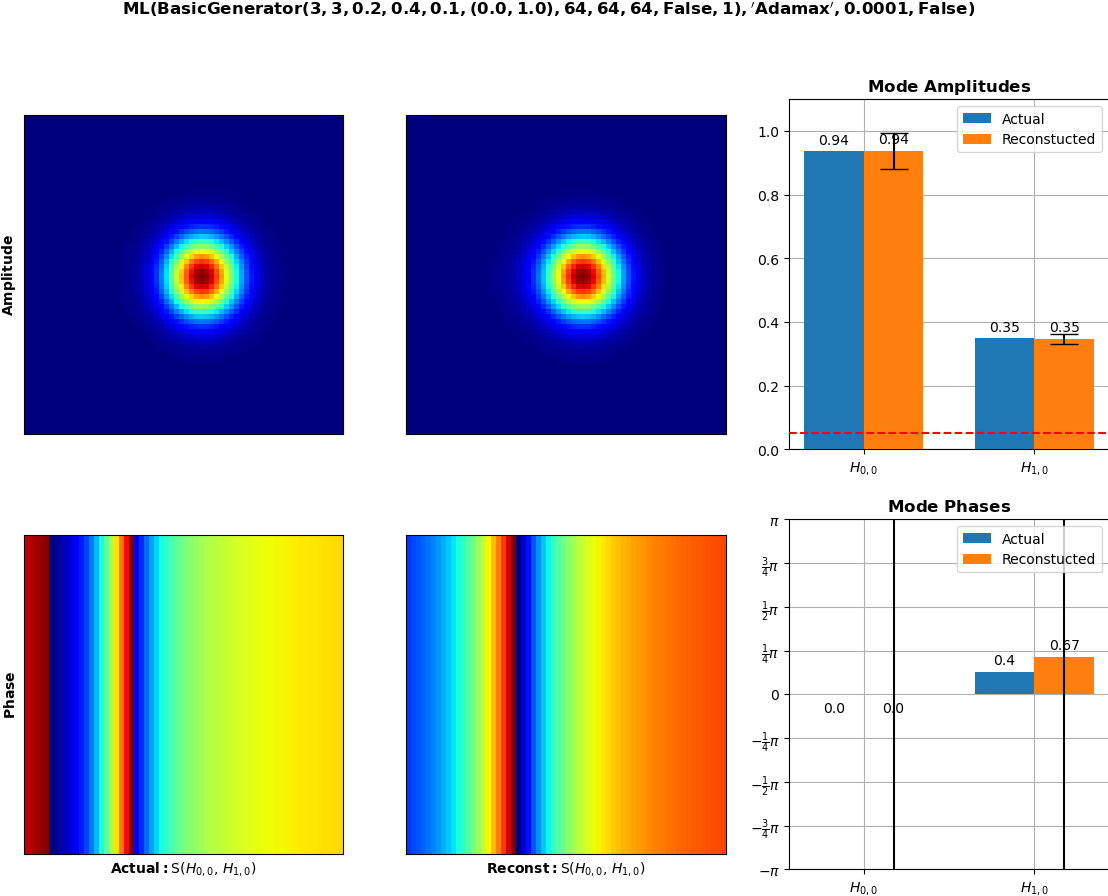 ML(BasicGenerator(3, 3, 0.2, 0.4, 0.1, (0.0, 1.0), 64, 64, 64, False, 1), 'Adamax', 0.0001, False)
Amplitude
Mode Amplitudes
Actual
Reconstucted
1.0
0.8
0.6
0.4
0.2
0.0
0.94
0.94
0.35
0.35
H0,0
H1,0
Phase
Actual: S(H0,0, H1,0)
Reconst: S(H0,0, H1,0)
Mode Phases
Actual
Reconstucted
π
3/4π
1/2π
1/4π
0
−1/4π
−1/2π
−3/4π
−π
0.0
0.0
0.4
0.67
H0,0
H1,0